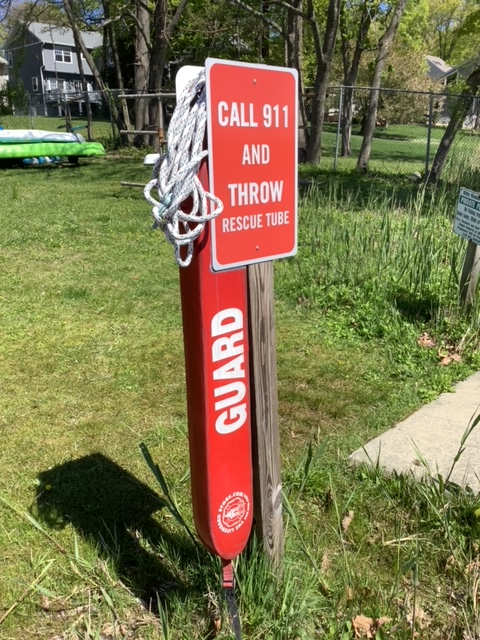 CALL 911
AND
THROW
RESCUE TUBE
GUARD